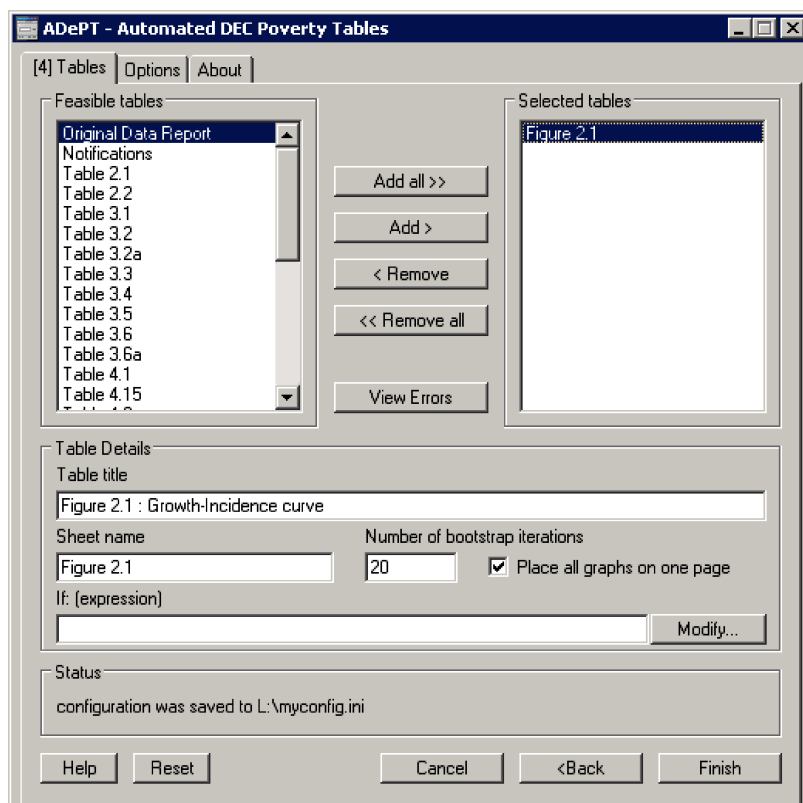 ADePT - Automated DEC Poverty Tables
[4] Tables
Options
About
Feasible tables
Original Data Report
Notifications
Table 2.1
Table 2.2
Table 3.1
Table 3.2
Table 3.2a
Table 3.3
Table 3.4
Table 3.5
Table 3.6
Table 3.6a
Table 4.1
Table 4.15
Add all >>
Add >
< Remove
<< Remove all
View Errors
Selected tables
Figure 2.1
Table Details
Table title
Figure 2.1 : Growth-Incidence curve
Sheet name
Number of bootstrap iterations
Figure 2.1
20
Place all graphs on one page
If: (expression)
Modify...
Status
configuration was saved to L:\myconfig.ini
Help
Reset
Cancel
<Back
Finish